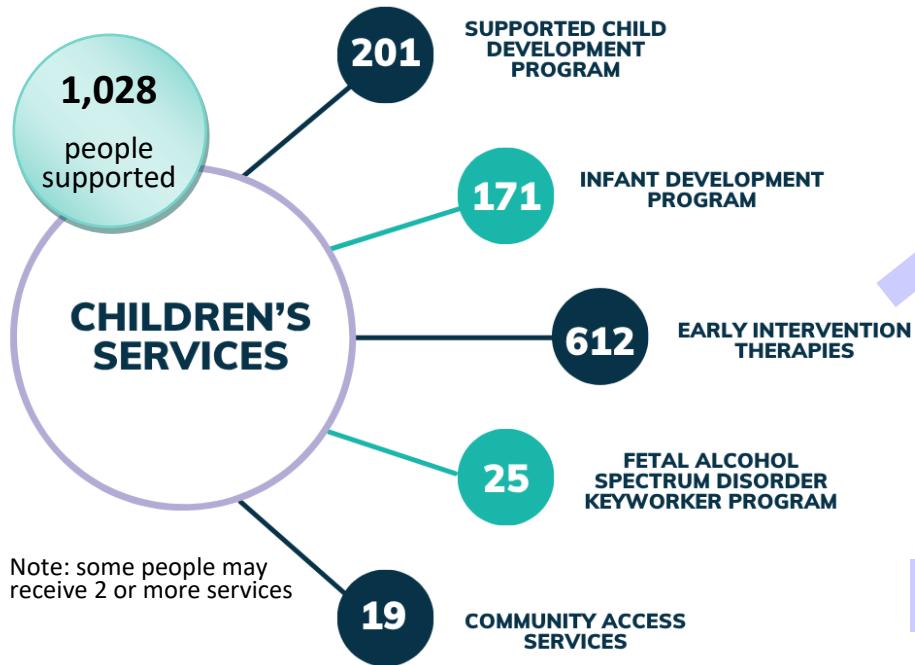 1,028
people
supported
CHILDREN'S
SERVICES
201
SUPPORTED CHILD
DEVELOPMENT
PROGRAM
171
INFANT DEVELOPMENT
PROGRAM
612
EARLY INTERVENTION
THERAPIES
25
FETAL ALCOHOL
SPECTRUM DISORDER
KEYWORKER PROGRAM
19
COMMUNITY ACCESS
SERVICES
Note: some people may
receive 2 or more services